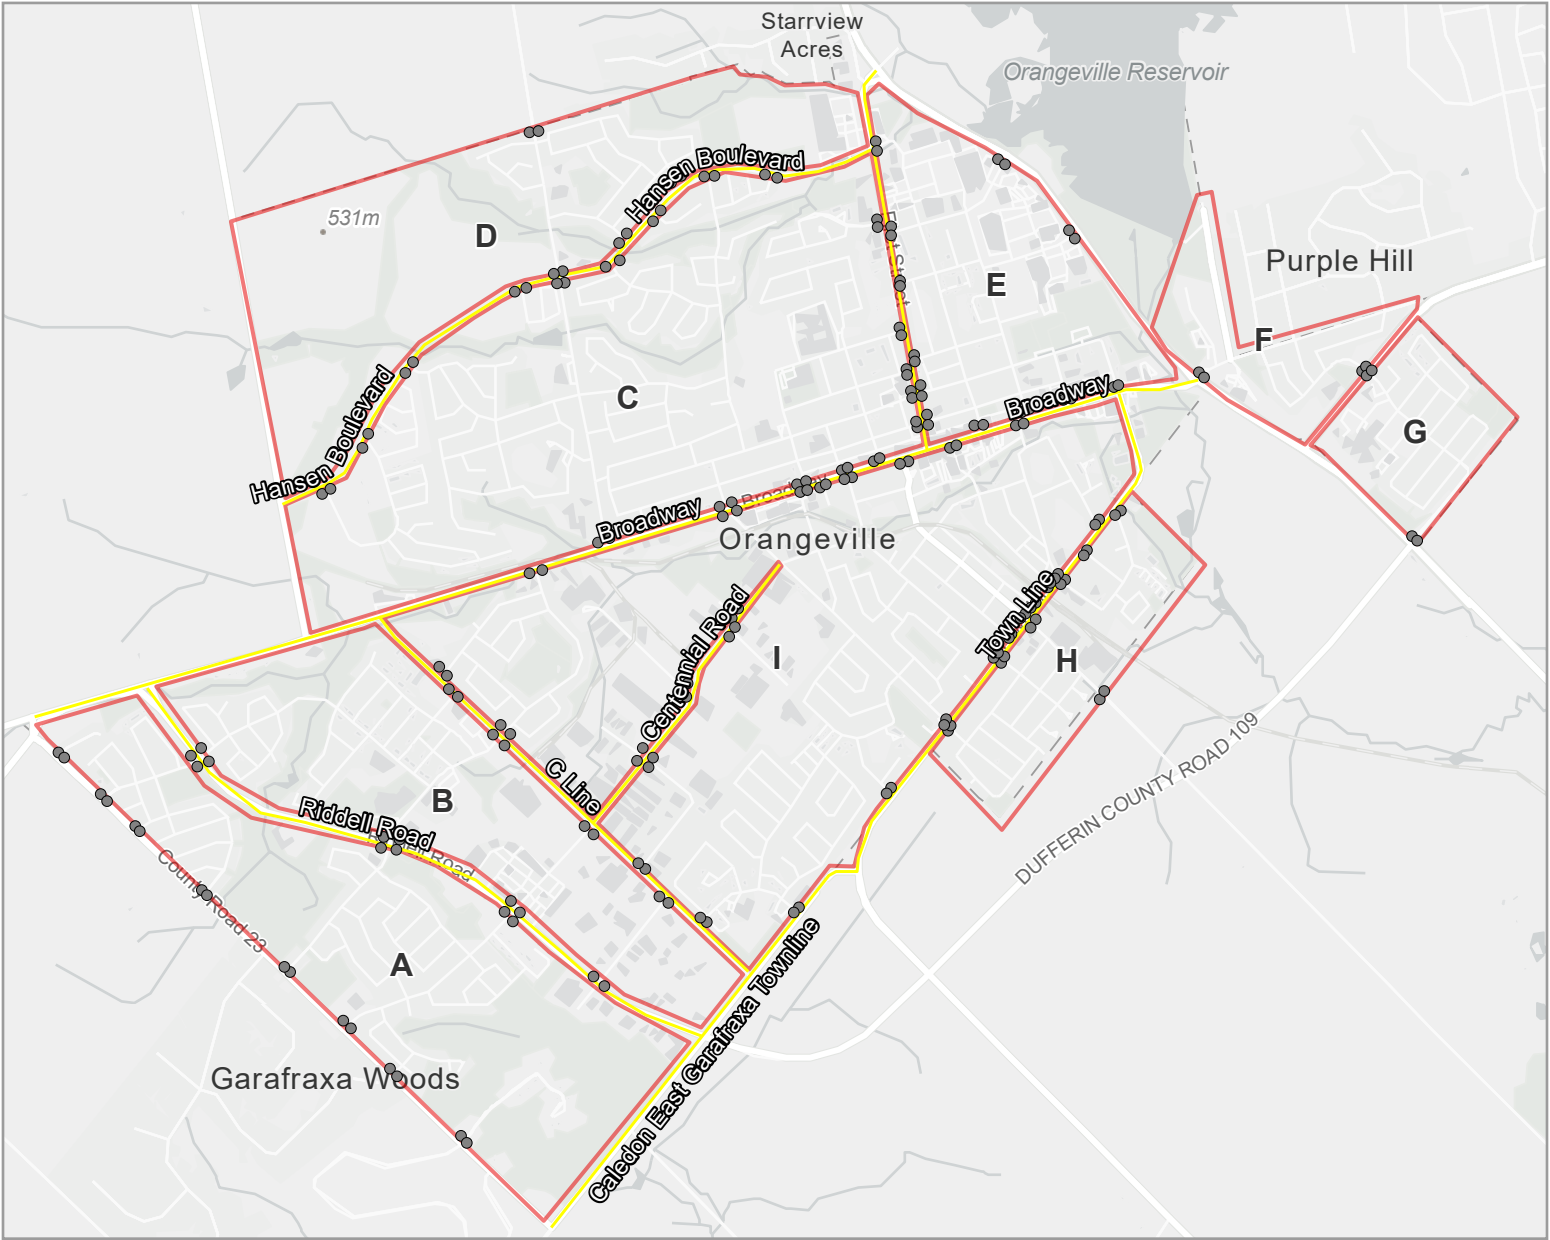 Starrview
Acres
Orangeville Reservoir
Hansen Boulevard
531m
D
Purple Hill
E
F
Hansen Boulevard
C
Broadway
G
Broadway
Broadway
Orangeville
Town Line
Centennial Road
I
H
C Line
B
Riddell Road
DUFFERIN COUNTY ROAD 109
County Road 23
A
Caledon East Garafraxa Townline
Garafraxa Woods